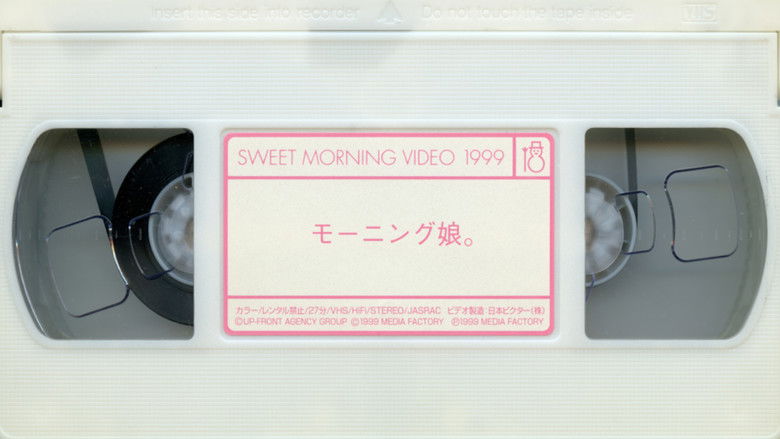 Insert this side into recorder
Do not touch the tape inside
VHS
SWEET MORNING VIDEO 1999
モーニング娘。
カラー/レンタル禁止/27分/VHS/HiFi/STEREO/JASRAC ビデオ製造:日本ビクター(株)
©UP-FRONT AGENCY GROUP ©1999 MEDIA FACTORY ℗1999 MEDIA FACTORY